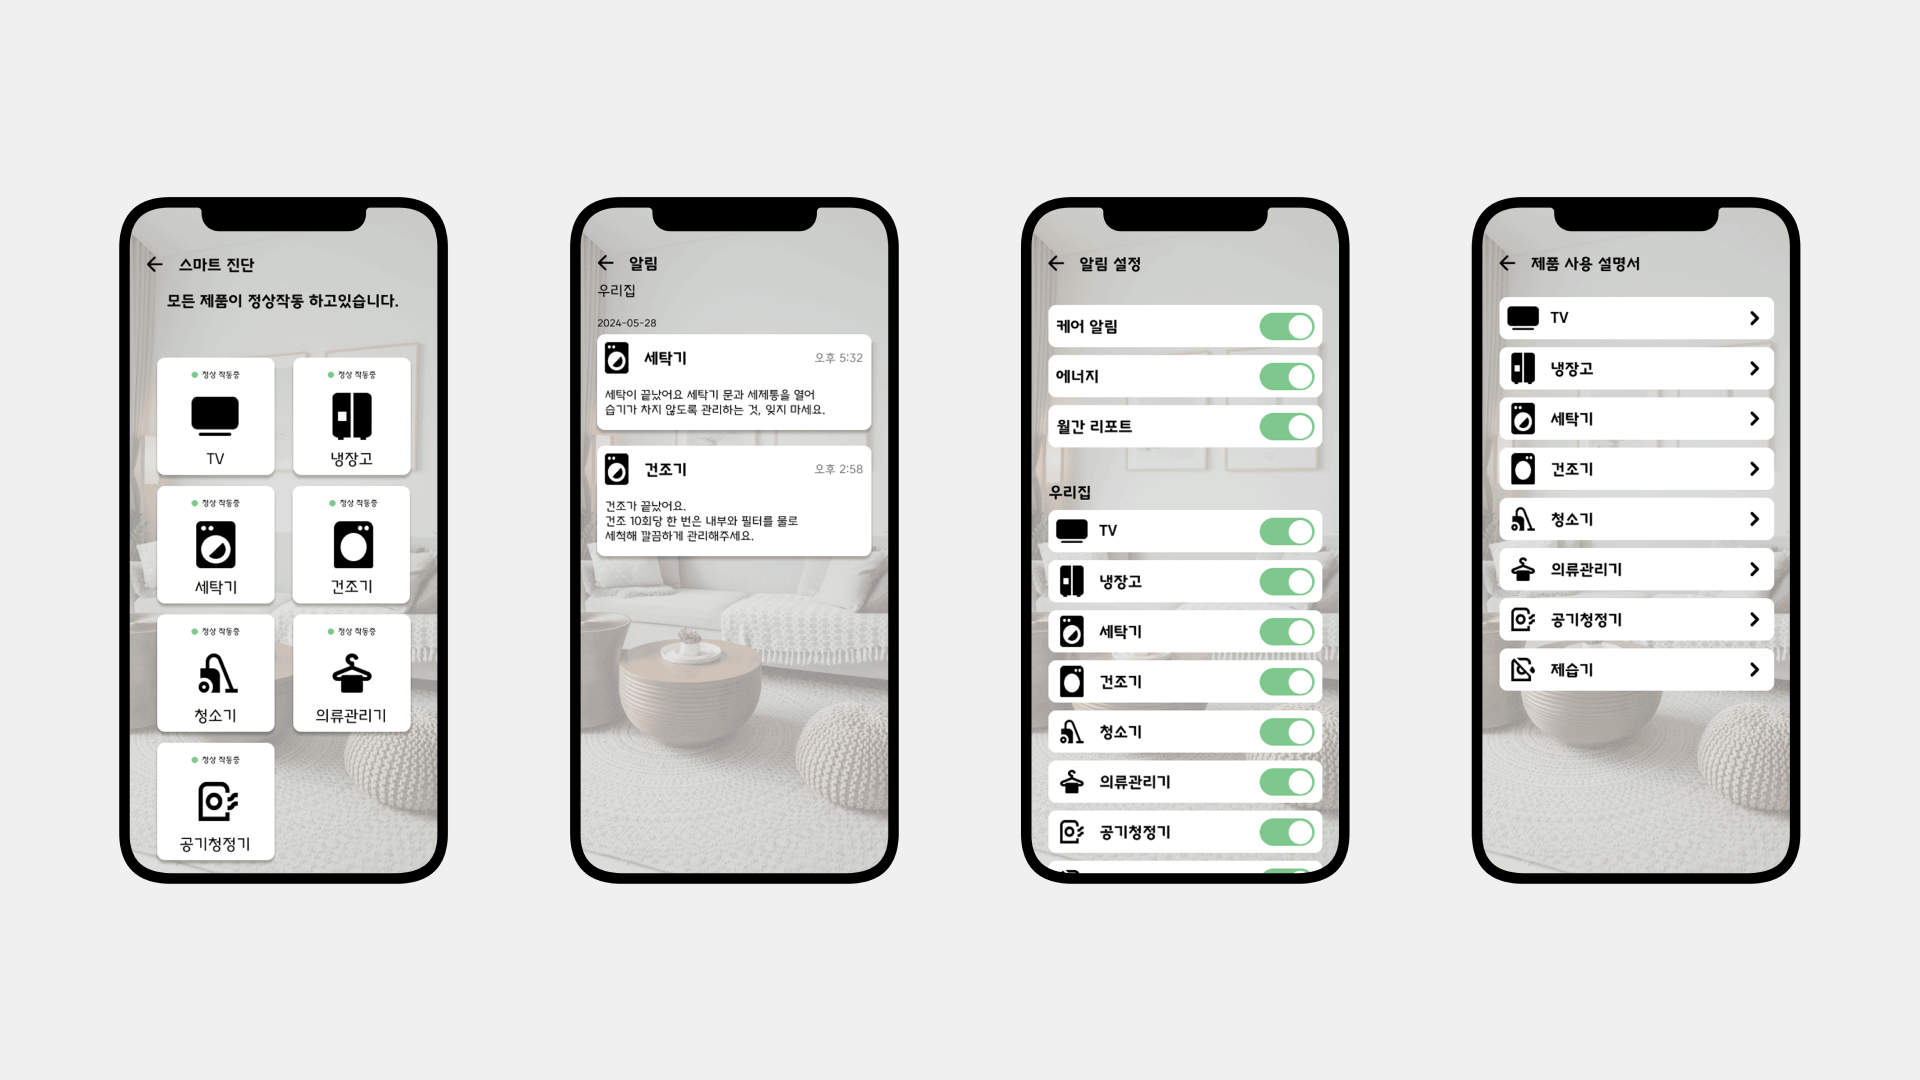 스마트 진단
모든 제품이 정상작동 하고있습니다.
정상 작동중
TV
정상 작동중
냉장고
정상 작동중
세탁기
정상 작동중
건조기
정상 작동중
청소기
정상 작동중
의류관리기
정상 작동중
공기청정기
알림
우리집
2024-05-28
세탁기
오후 5:32
세탁이 끝났어요 세탁기 문과 세제통을 열어
습기가 차지 않도록 관리하는 것, 잊지 마세요.
건조기
오후 2:58
건조가 끝났어요.
건조 10회당 한 번은 내부와 필터를 물로
세척해 깔끔하게 관리해주세요.
알림 설정
케어 알림
에너지
월간 리포트
우리집
TV
냉장고
세탁기
건조기
청소기
의류관리기
공기청정기
제품 사용 설명서
TV
냉장고
세탁기
건조기
청소기
의류관리기
공기청정기
제습기